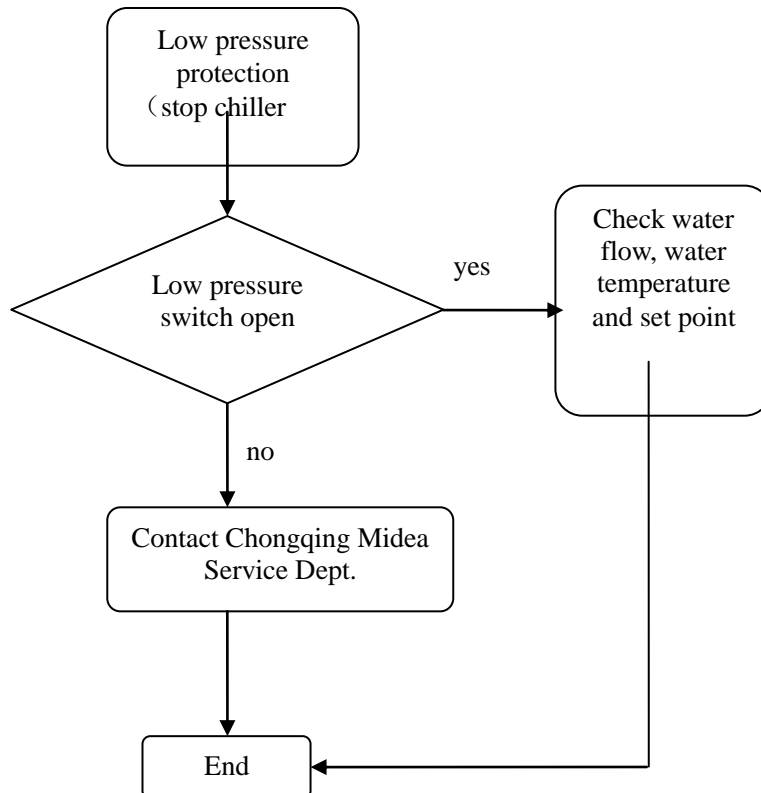 Low pressure
protection
（stop chiller
Low pressure
switch open
yes
Check water
flow, water
temperature
and set point
no
Contact Chongqing Midea
Service Dept.
End